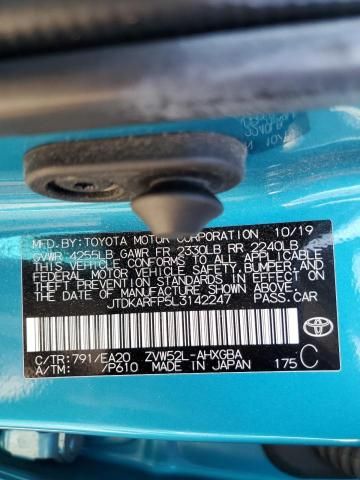 MFD.BY:TOYOTA MOTOR CORPORATION 10/19
GVWR 4255LB GAWR FR 2330LB RR 2240LB
THIS VEHICLE CONFORMS TO ALL APPLICABLE
FEDERAL MOTOR VEHICLE SAFETY, BUMPER, AND
THEFT PREVENTION STANDARDS IN EFFECT ON
THE DATE OF MANUFACTURE SHOWN ABOVE.
JTDKARFP5L3142247 PASS.CAR
C/TR:791/EA20 ZVW52L-AHXGBA
A/TM: /P610 MADE IN JAPAN 175 C
TOYOTA